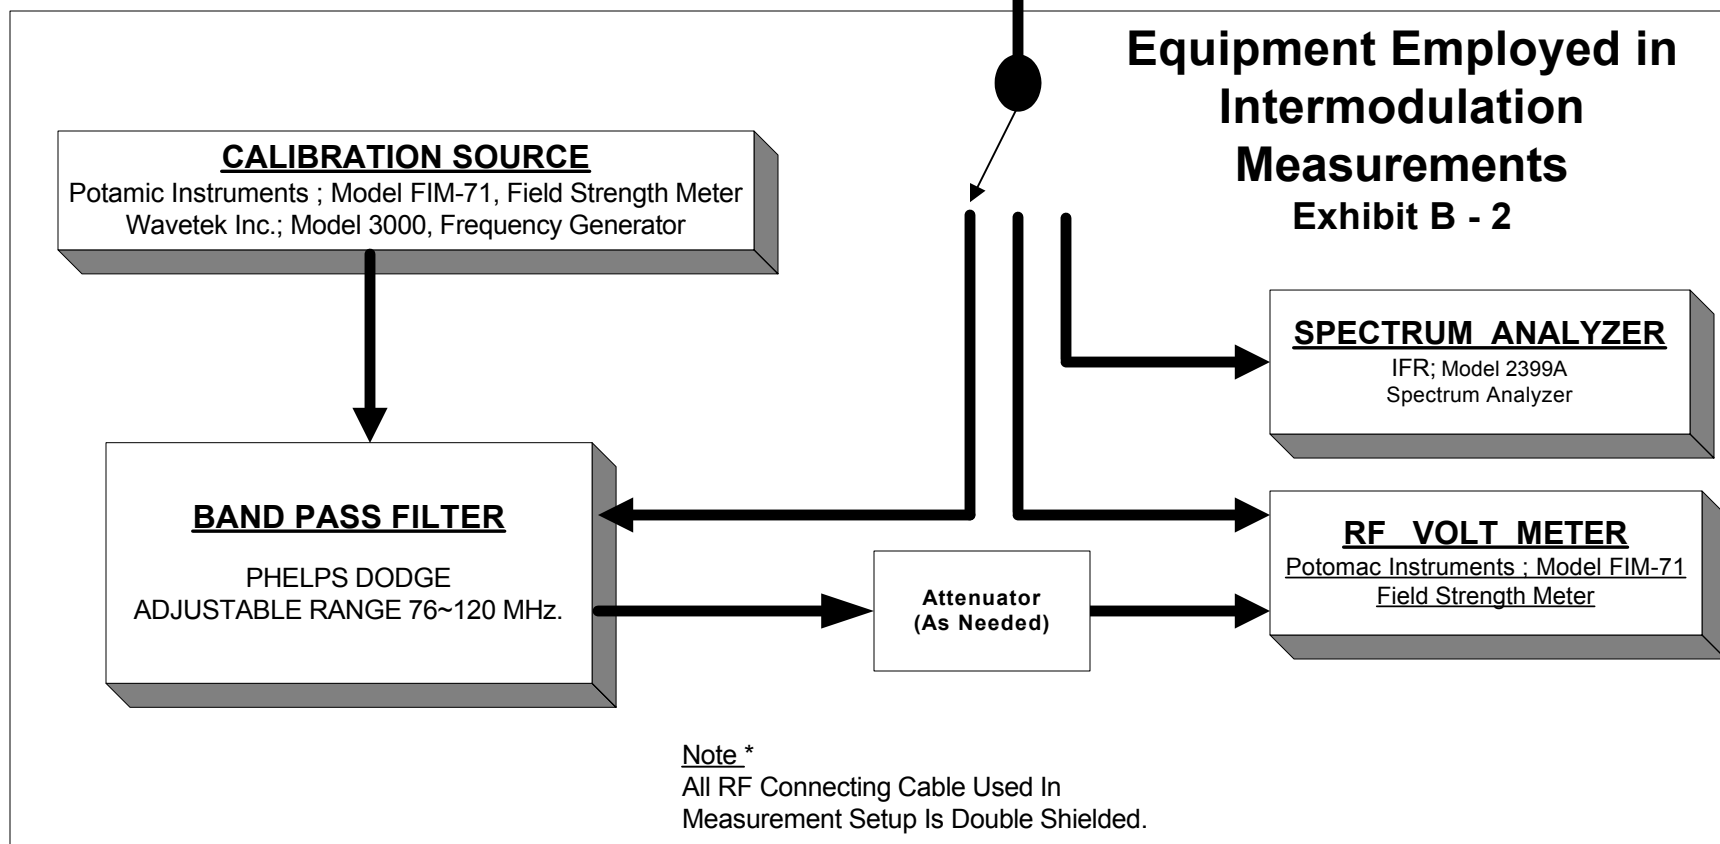 Equipment Employed in
Intermodulation
Measurements
Exhibit B - 2
CALIBRATION SOURCE
Potamic Instruments ; Model FIM-71, Field Strength Meter
Wavetek Inc.; Model 3000, Frequency Generator
SPECTRUM ANALYZER
IFR; Model 2399A
Spectrum Analyzer
BAND PASS FILTER
PHELPS DODGE
ADJUSTABLE RANGE 76~120 MHz.
Attenuator
(As Needed)
RF VOLT METER
Potomac Instruments ; Model FIM-71
Field Strength Meter
Note *
All RF Connecting Cable Used In
Measurement Setup Is Double Shielded.